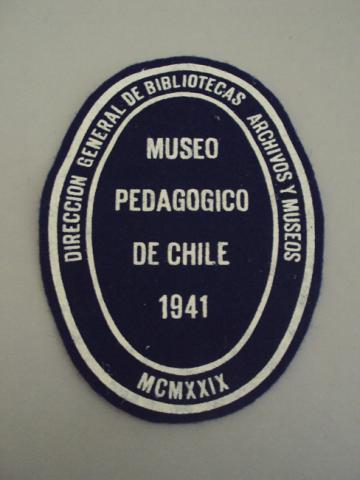 DIRECCION GENERAL DE BIBLIOTECAS ARCHIVOS Y MUSEOS
MUSEO
PEDAGOGICO
DE CHILE
1941
MCMXXIX